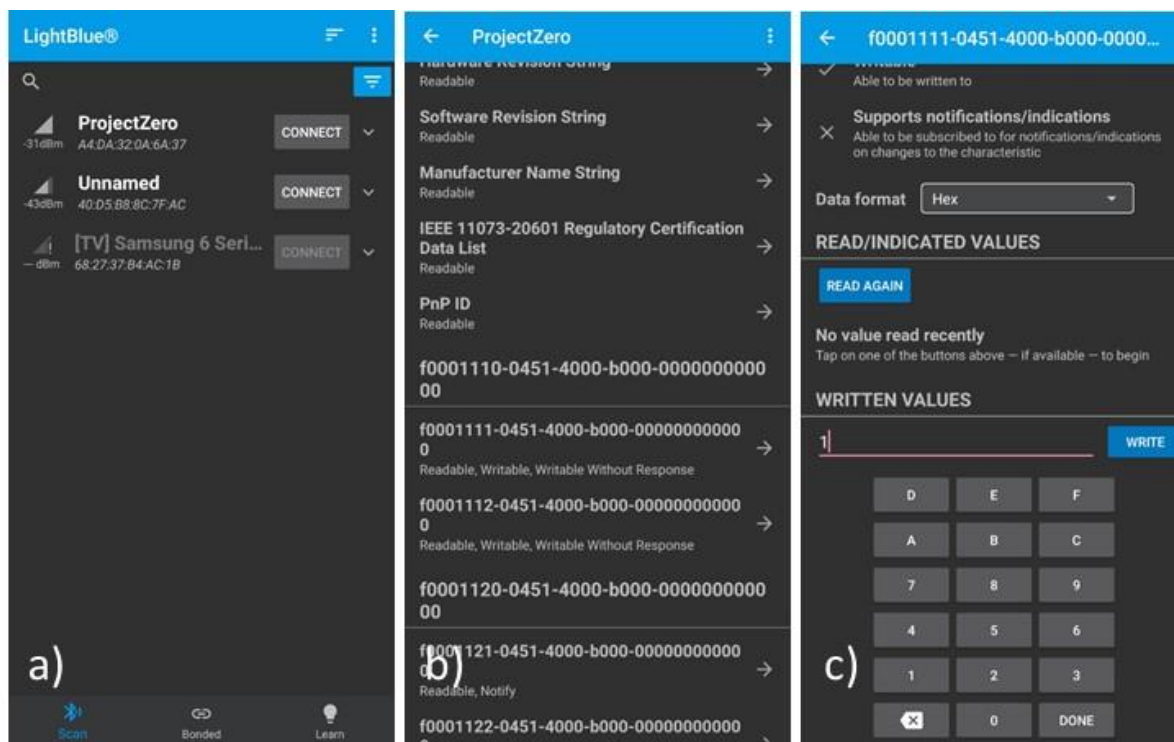 LightBlue®
ProjectZero
-31dBm
A4:DA:32:0A:6A:37
CONNECT
Unnamed
-43dBm
40:D5:B8:8C:7F:AC
CONNECT
[TV] Samsung 6 Seri...
— dBm
68:27:37:B4:AC:1B
CONNECT
a)
Scan
Bonded
Learn
ProjectZero
Hardware Revision String
Readable
Software Revision String
Readable
Manufacturer Name String
Readable
IEEE 11073-20601 Regulatory Certification
Data List
Readable
PnP ID
Readable
f0001110-0451-4000-b000-0000000000
00
f0001111-0451-4000-b000-00000000000
0
Readable, Writable, Writable Without Response
f0001112-0451-4000-b000-00000000000
0
Readable, Writable, Writable Without Response
f0001120-0451-4000-b000-0000000000
00
f0001121-0451-4000-b000-00000000000
b)
Readable, Notify
f0001122-0451-4000-b000-00000000000
f0001111-0451-4000-b000-0000...
Writable
Able to be written to
Supports notifications/indications
Able to be subscribed to for notifications/indications
on changes to the characteristic
Data format
Hex
READ/INDICATED VALUES
READ AGAIN
No value read recently
Tap on one of the buttons above — if available — to begin
WRITTEN VALUES
1
WRITE
D E F
A B C
7 8 9
4 5 6
c)
1 2 3
0 DONE